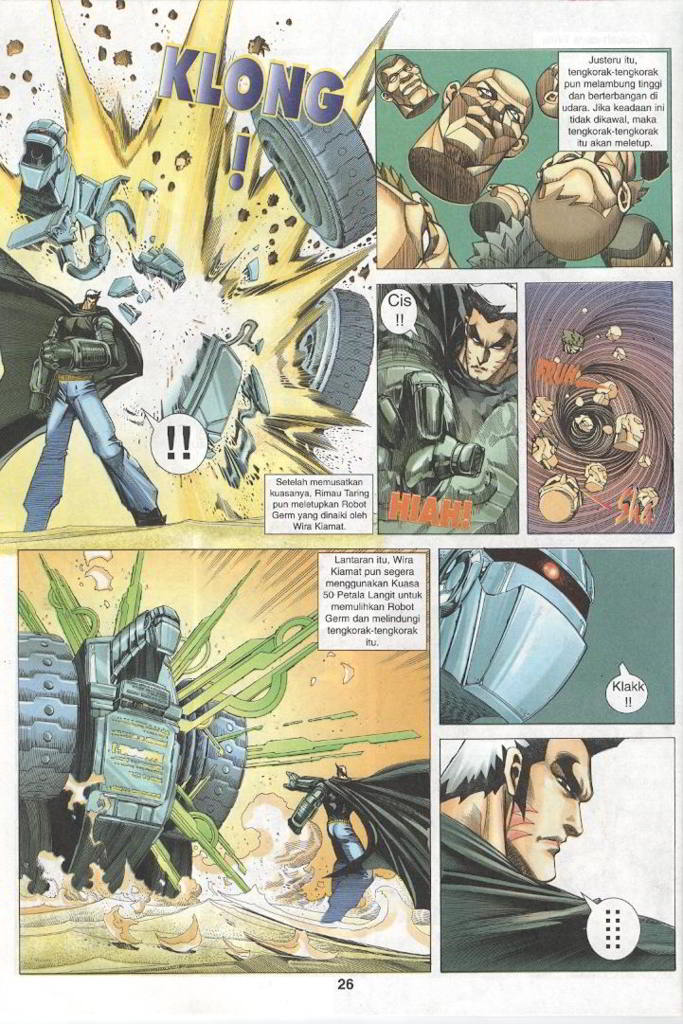 KLONG
!
Justeru itu,
tengkorak-tengkorak
pun melambung tinggi
dan berterbangan di
udara. Jika keadaan ini
tidak dikawal, maka
tengkorak-tengkorak
itu akan meletup.
!!
Setelah memusatkan
kuasanya, Rimau Taring
pun meletupkan Robot
Germ yang dinaiki oleh
Wira Kiamat.
Cis
!!
HIAH!
FRUH
SHA!
Lantaran itu, Wira
Kiamat pun segera
menggunakan Kuasa
50 Petala Langit untuk
memulihkan Robot
Germ dan melindungi
tengkorak-tengkorak
itu.
Klakk
!!
26